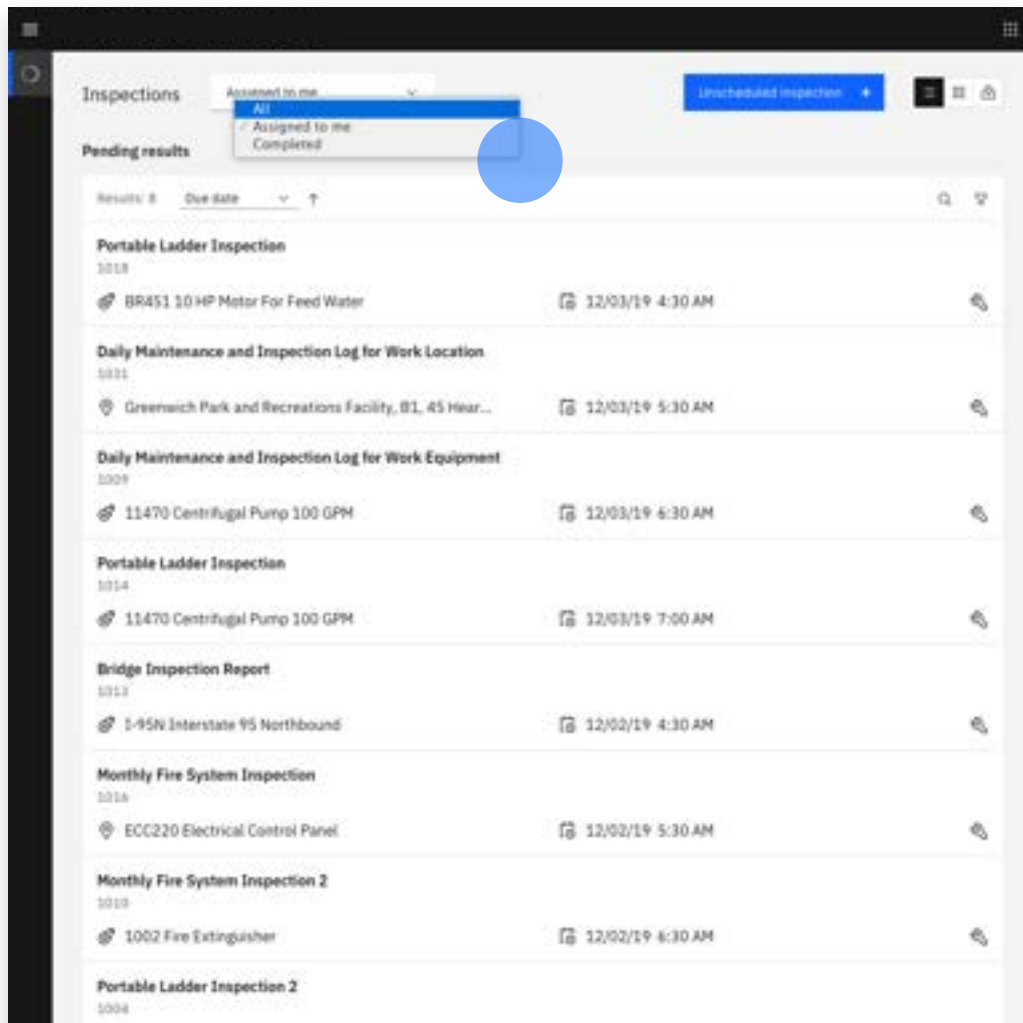 Inspections
Assigned to me
Unscheduled inspection +
All
✓ Assigned to me
Completed
Pending results
Results: 8 Due date
Portable Ladder Inspection
1018
BR451 10 HP Motor For Feed Water 12/03/19 4:30 AM
Daily Maintenance and Inspection Log for Work Location
1031
Greenwich Park and Recreations Facility, B1, 45 Hear... 12/03/19 5:30 AM
Daily Maintenance and Inspection Log for Work Equipment
1009
11470 Centrifugal Pump 100 GPM 12/03/19 6:30 AM
Portable Ladder Inspection
1014
11470 Centrifugal Pump 100 GPM 12/03/19 7:00 AM
Bridge Inspection Report
1013
I-95N Interstate 95 Northbound 12/02/19 4:30 AM
Monthly Fire System Inspection
1016
ECC220 Electrical Control Panel 12/02/19 5:30 AM
Monthly Fire System Inspection 2
1010
1002 Fire Extinguisher 12/02/19 6:30 AM
Portable Ladder Inspection 2
1004